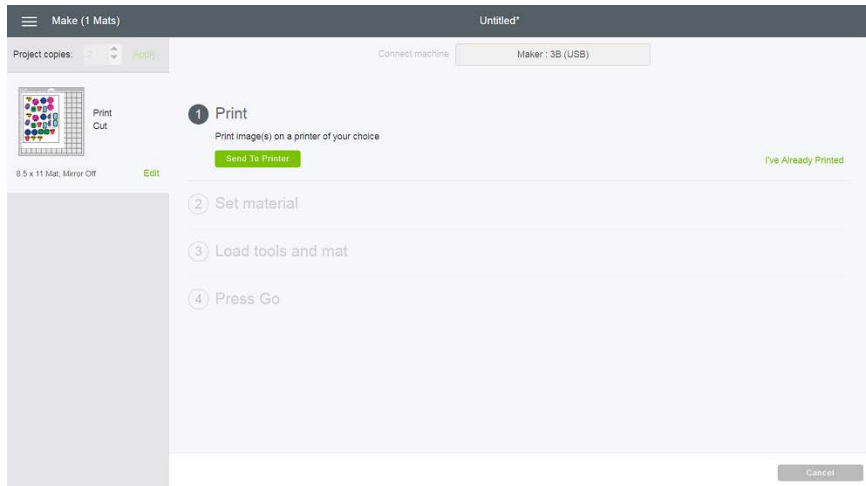 Make (1 Mats)
Untitled*
Project copies: 2 Apply
Connect machine
Maker : 3B (USB)
Print
Cut
8.5 x 11 Mat, Mirror Off
Edit
1 Print
Print image(s) on a printer of your choice
Send To Printer
I've Already Printed
2 Set material
3 Load tools and mat
4 Press Go
Cancel